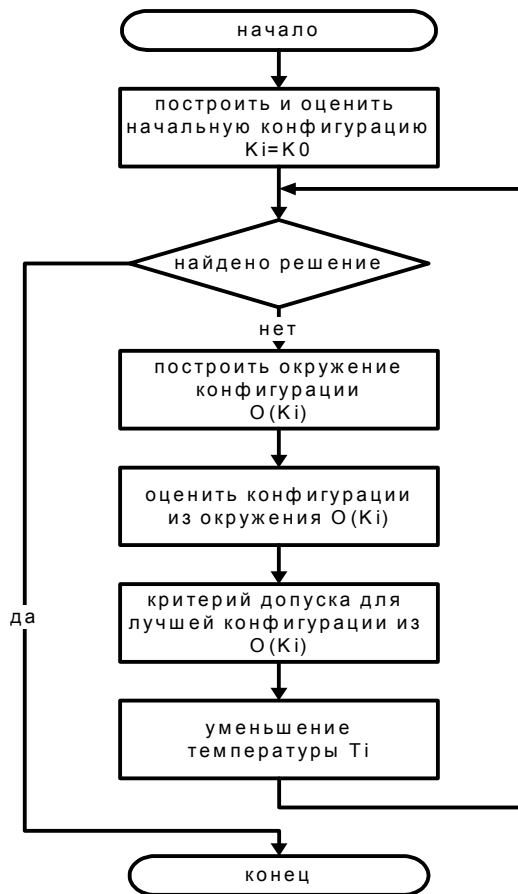 начало
построить и оценить
начальную конфигурацию
Ki=K0
найдено решение
нет
построить окружение
конфигурации
O(Ki)
оценить конфигурации
из окружения O(Ki)
критерий допуска для
лучшей конфигурации из
O(Ki)
да
уменьшение
температуры Ti
конец